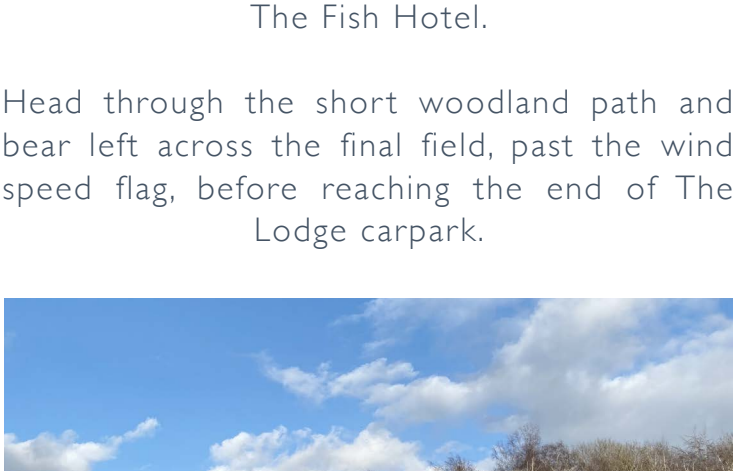 The Fish Hotel.
Head through the short woodland path and
bear left across the final field, past the wind
speed flag, before reaching the end of The
Lodge carpark.